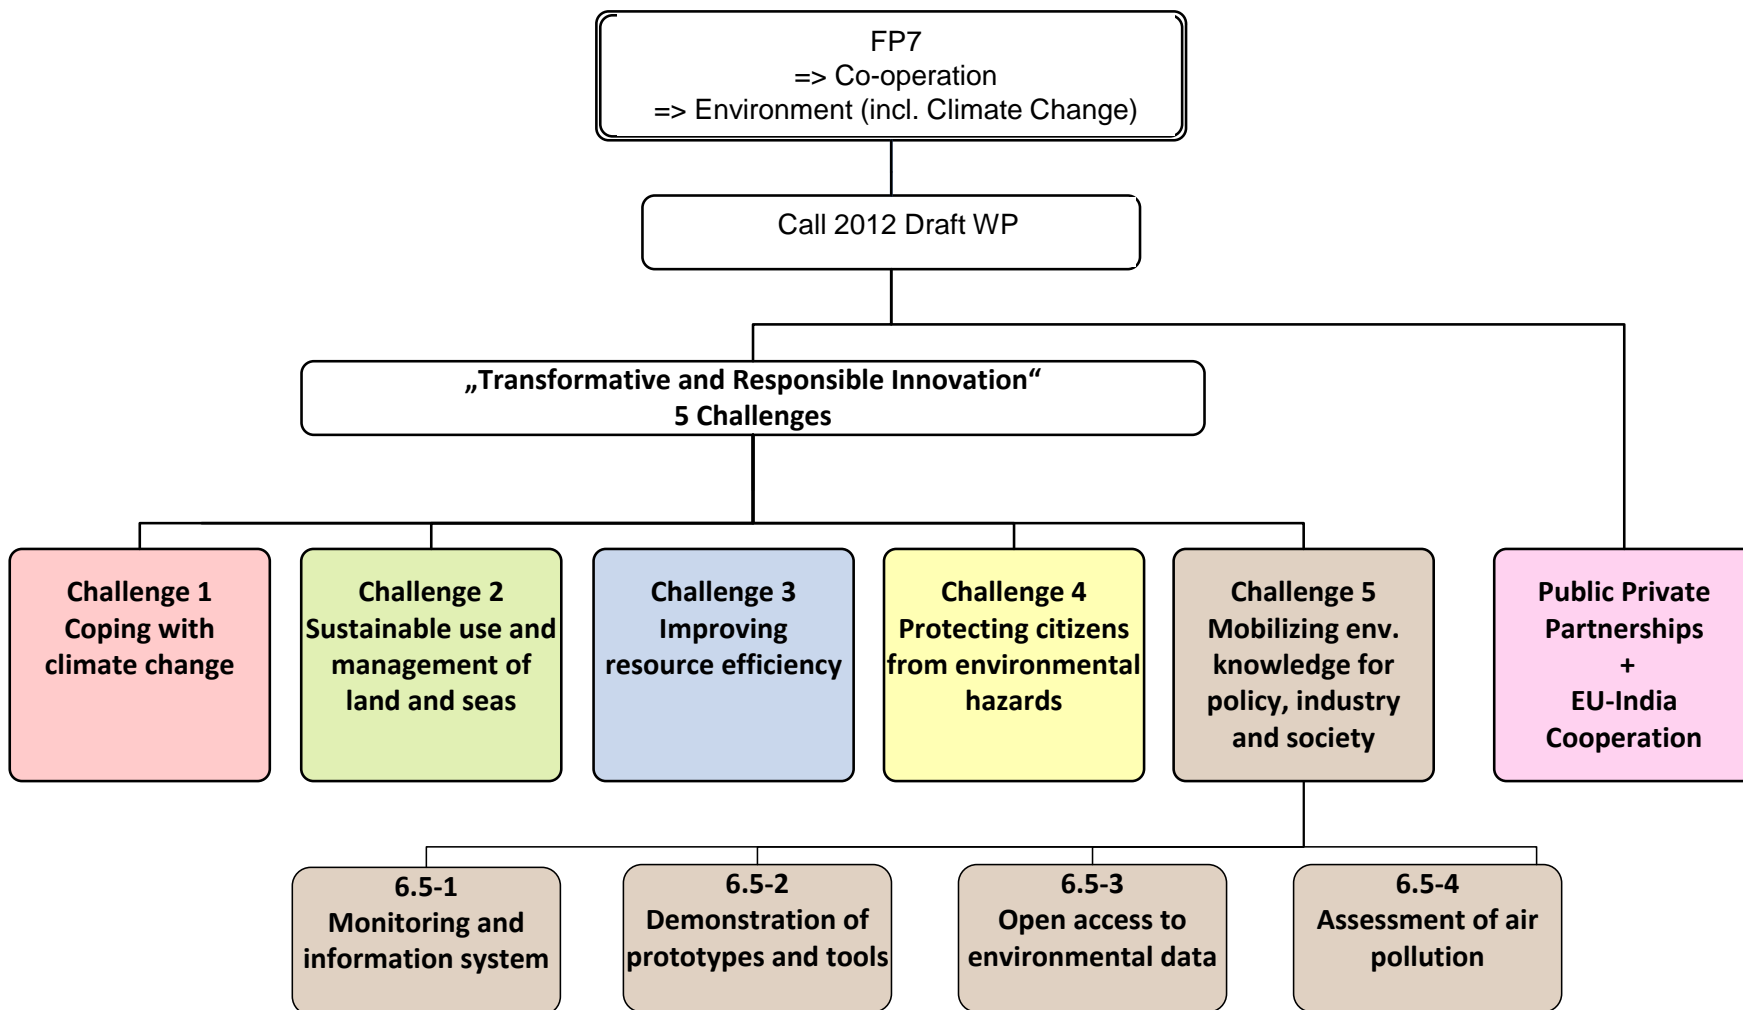 FP7
=> Co-operation
=> Environment (incl. Climate Change)
Call 2012 Draft WP
„Transformative and Responsible Innovation“
5 Challenges
Challenge 1
Coping with
climate change
Challenge 2
Sustainable use and
management of
land and seas
Challenge 3
Improving
resource efficiency
Challenge 4
Protecting citizens
from environmental
hazards
Challenge 5
Mobilizing env.
knowledge for
policy, industry
and society
Public Private
Partnerships
+
EU-India
Cooperation
6.5-1
Monitoring and
information system
6.5-2
Demonstration of
prototypes and tools
6.5-3
Open access to
environmental data
6.5-4
Assessment of air
pollution